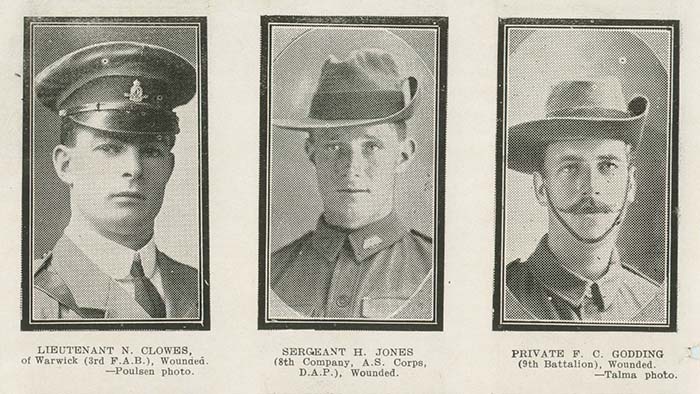 LIEUTENANT N. CLOWES,
of Warwick (3rd F.A.B.), Wounded.
—Poulsen photo.
SERGEANT H. JONES
(8th Company, A.S. Corps,
D.A.P.), Wounded.
PRIVATE F. C. GODDING
(9th Battalion), Wounded.
—Talma photo.